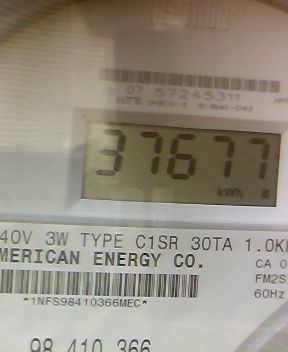 07 57245311
37677
kWh
40V 3W TYPE C1SR 30TA 1.0K
MERICAN ENERGY CO.
CA 0
FM2S
60Hz
*1NFS98410366MEC*
98 410 366